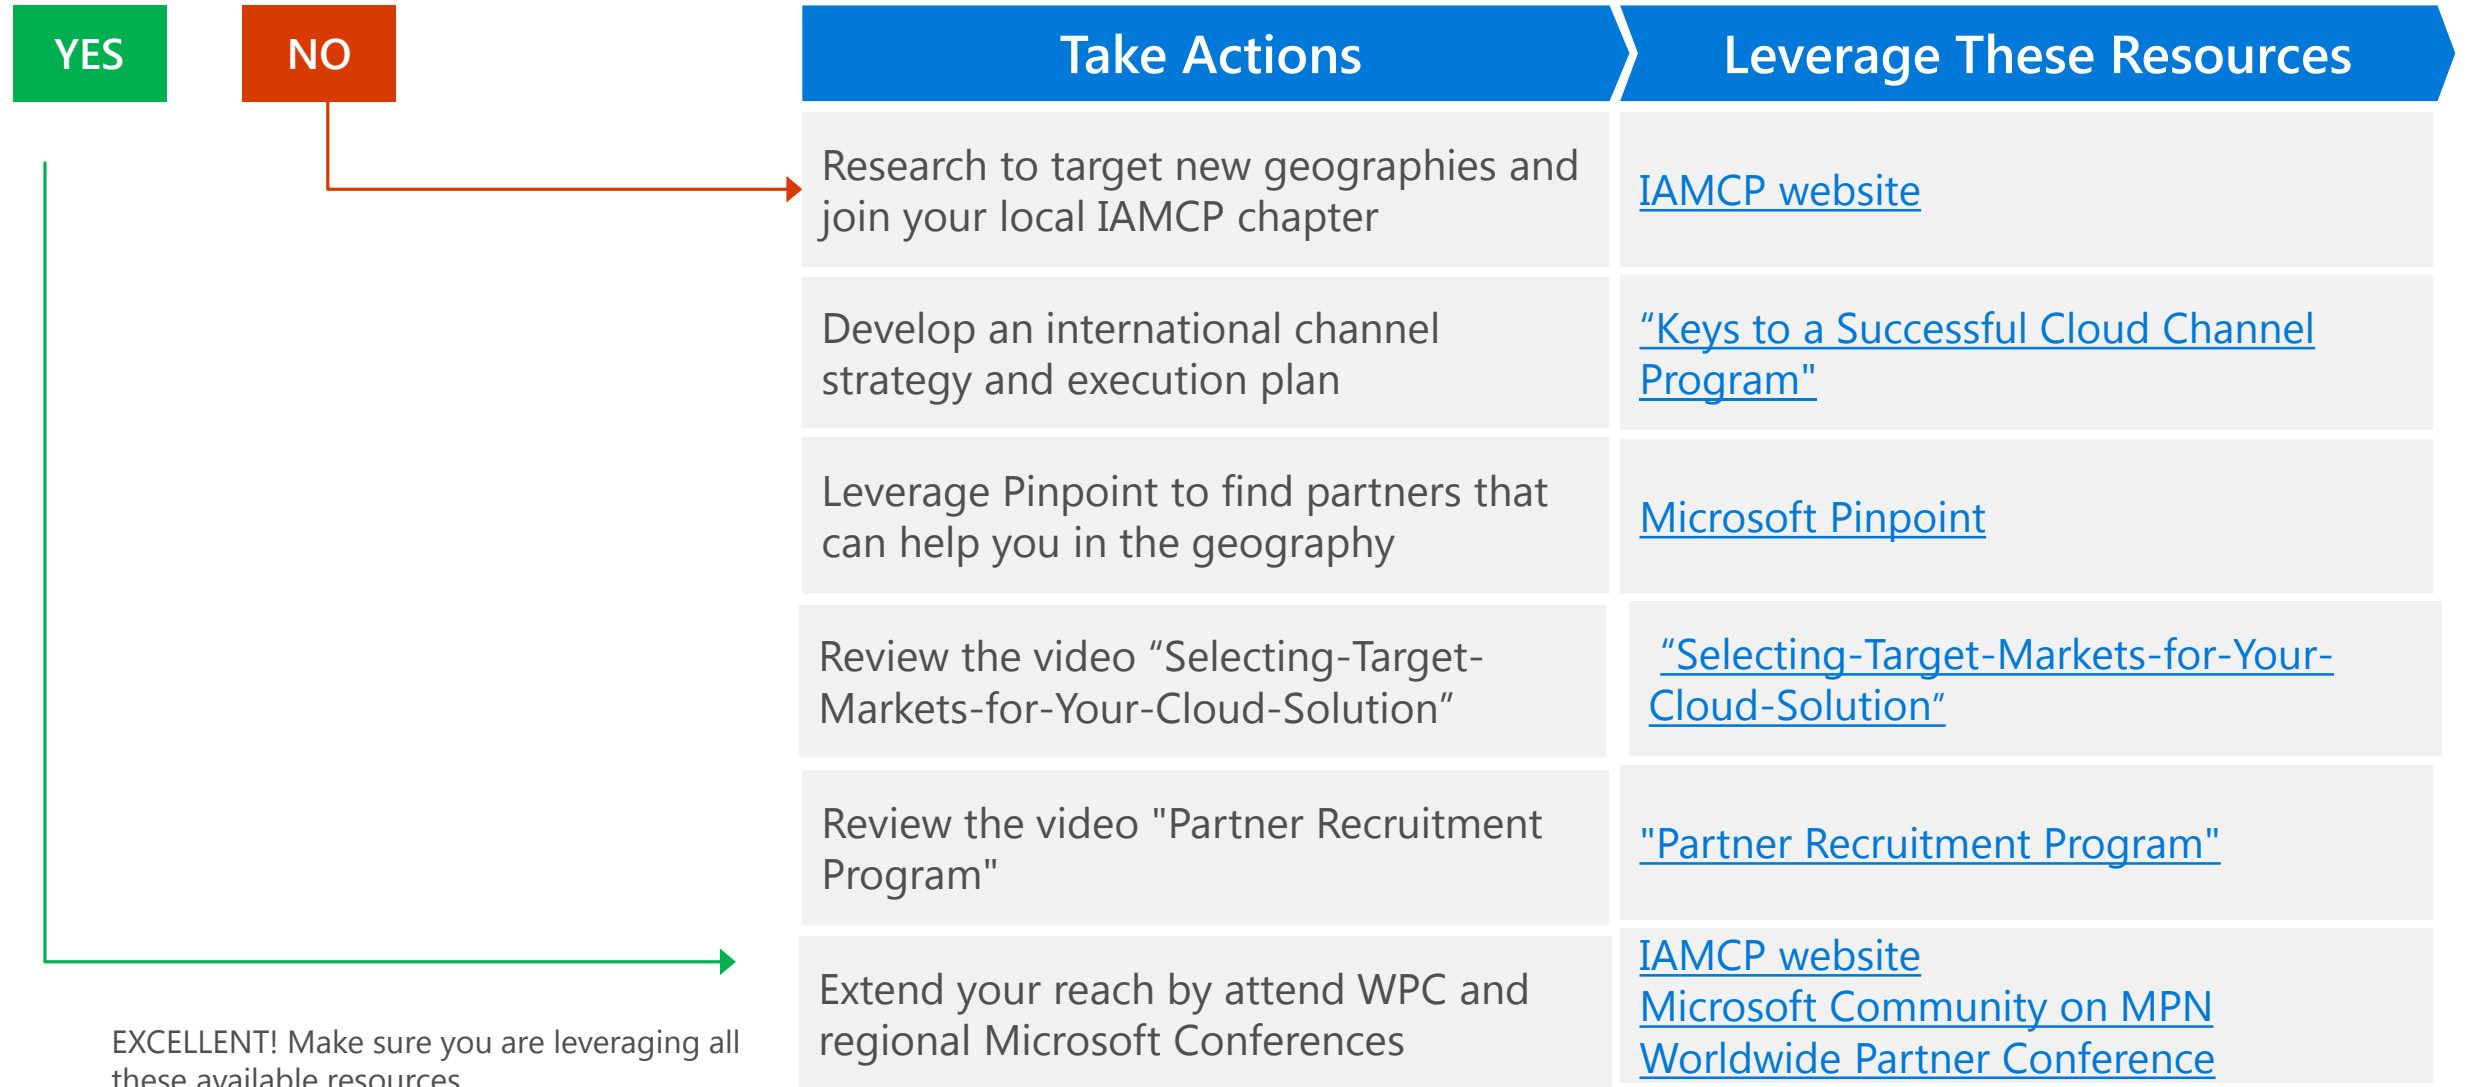 YES
NO
Take Actions
Leverage These Resources
Research to target new geographies and
join your local IAMCP chapter
IAMCP website
Develop an international channel
strategy and execution plan
“Keys to a Successful Cloud Channel
Program"
Leverage Pinpoint to find partners that
can help you in the geography
Microsoft Pinpoint
Review the video “Selecting-Target-
Markets-for-Your-Cloud-Solution”
“Selecting-Target-Markets-for-Your-
Cloud-Solution”
Review the video "Partner Recruitment
Program"
"Partner Recruitment Program"
Extend your reach by attend WPC and
regional Microsoft Conferences
IAMCP website
Microsoft Community on MPN
Worldwide Partner Conference
EXCELLENT! Make sure you are leveraging all
these available resources